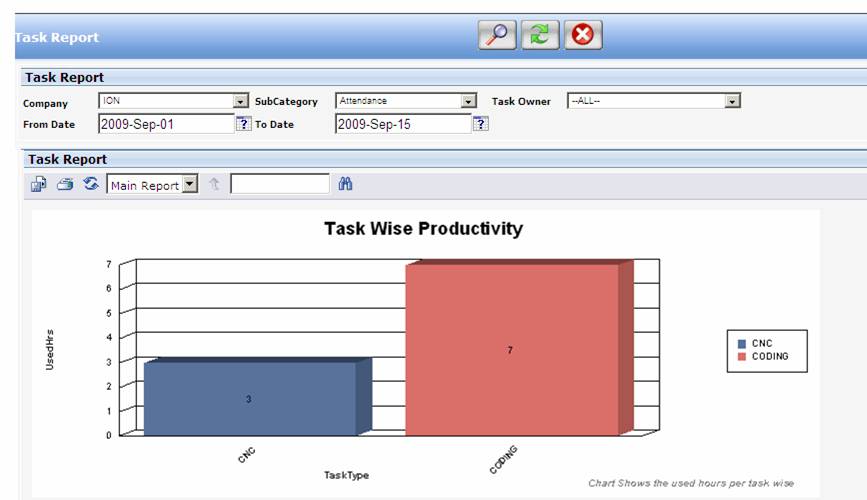 Task Report
Task Report
Company ION SubCategory Attendance Task Owner --ALL--
From Date 2009-Sep-01 ? To Date 2009-Sep-15 ?
Task Report
Main Report
Task Wise Productivity
7
6
5
4
3
2
1
0
UsedHrs
3
7
CNC
CODING
CNC
CODING
TaskType
Chart Shows the used hours per task wise